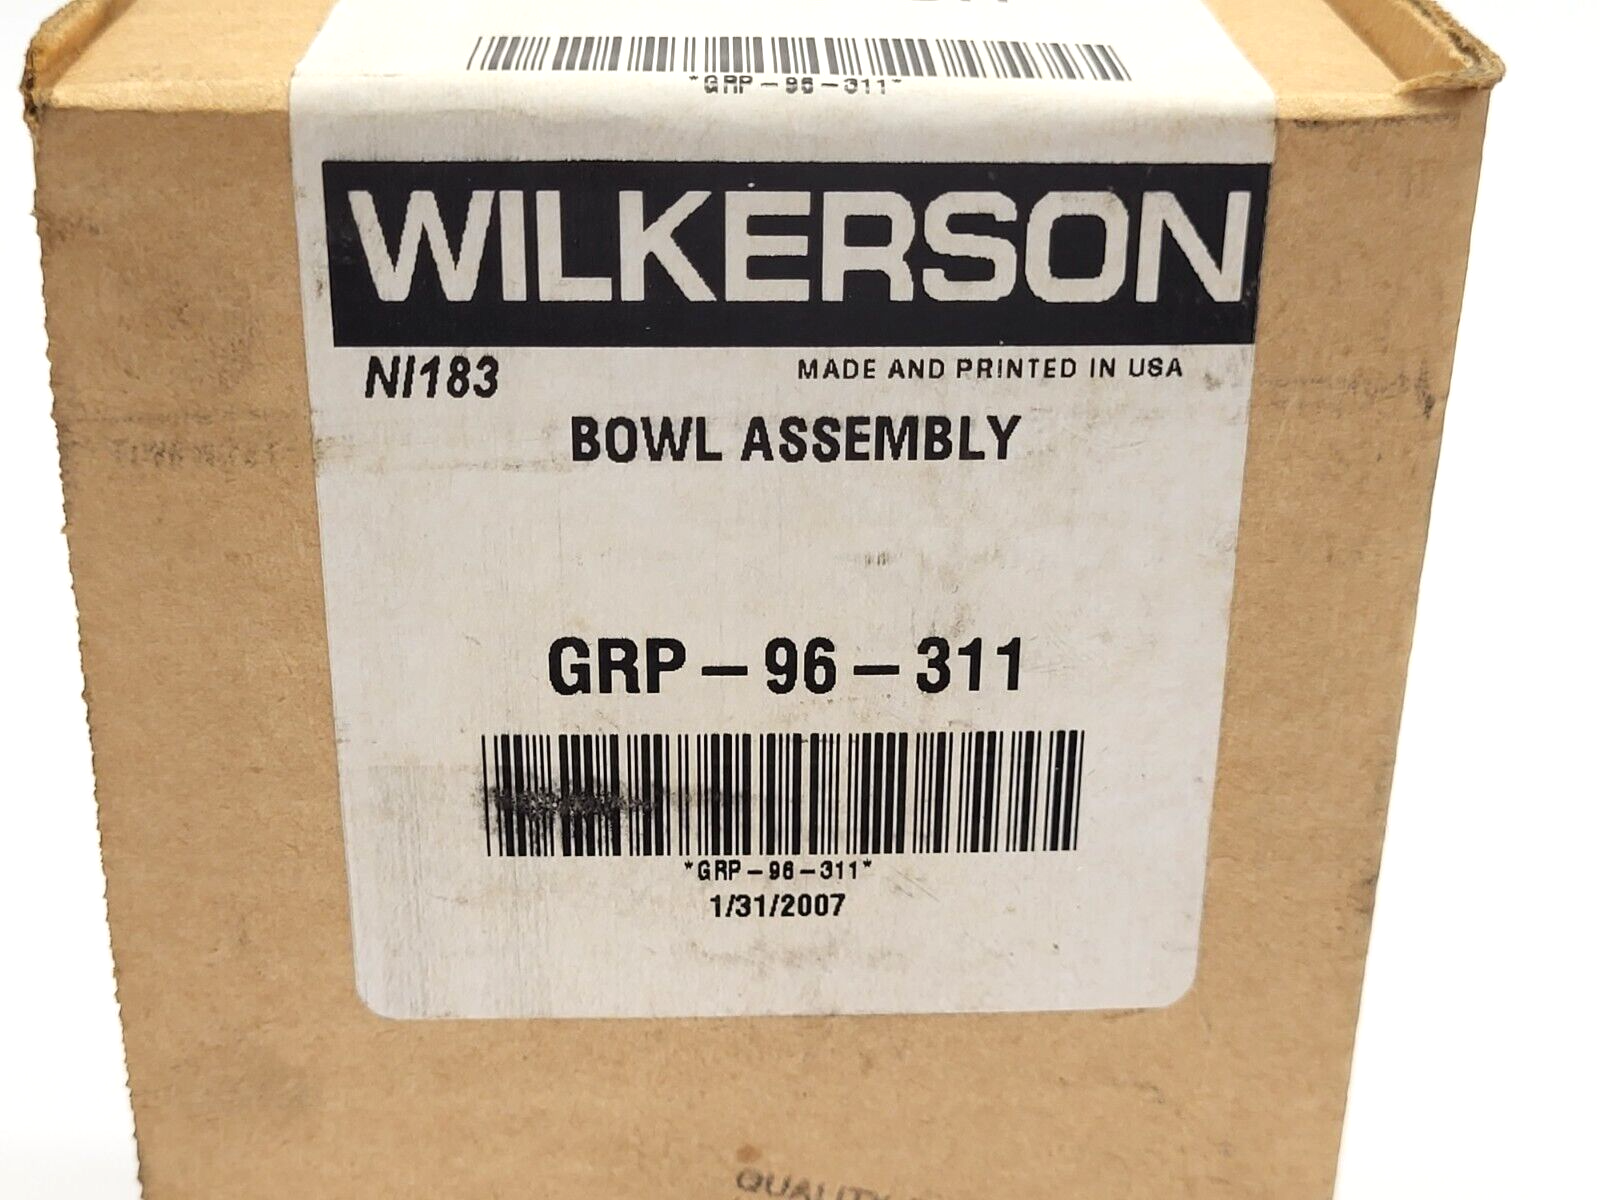 *GRP-96-311*
WILKERSON
NI183 MADE AND PRINTED IN USA
BOWL ASSEMBLY
GRP-96-311
*GRP-96-311*
1/31/2007
QUALITY